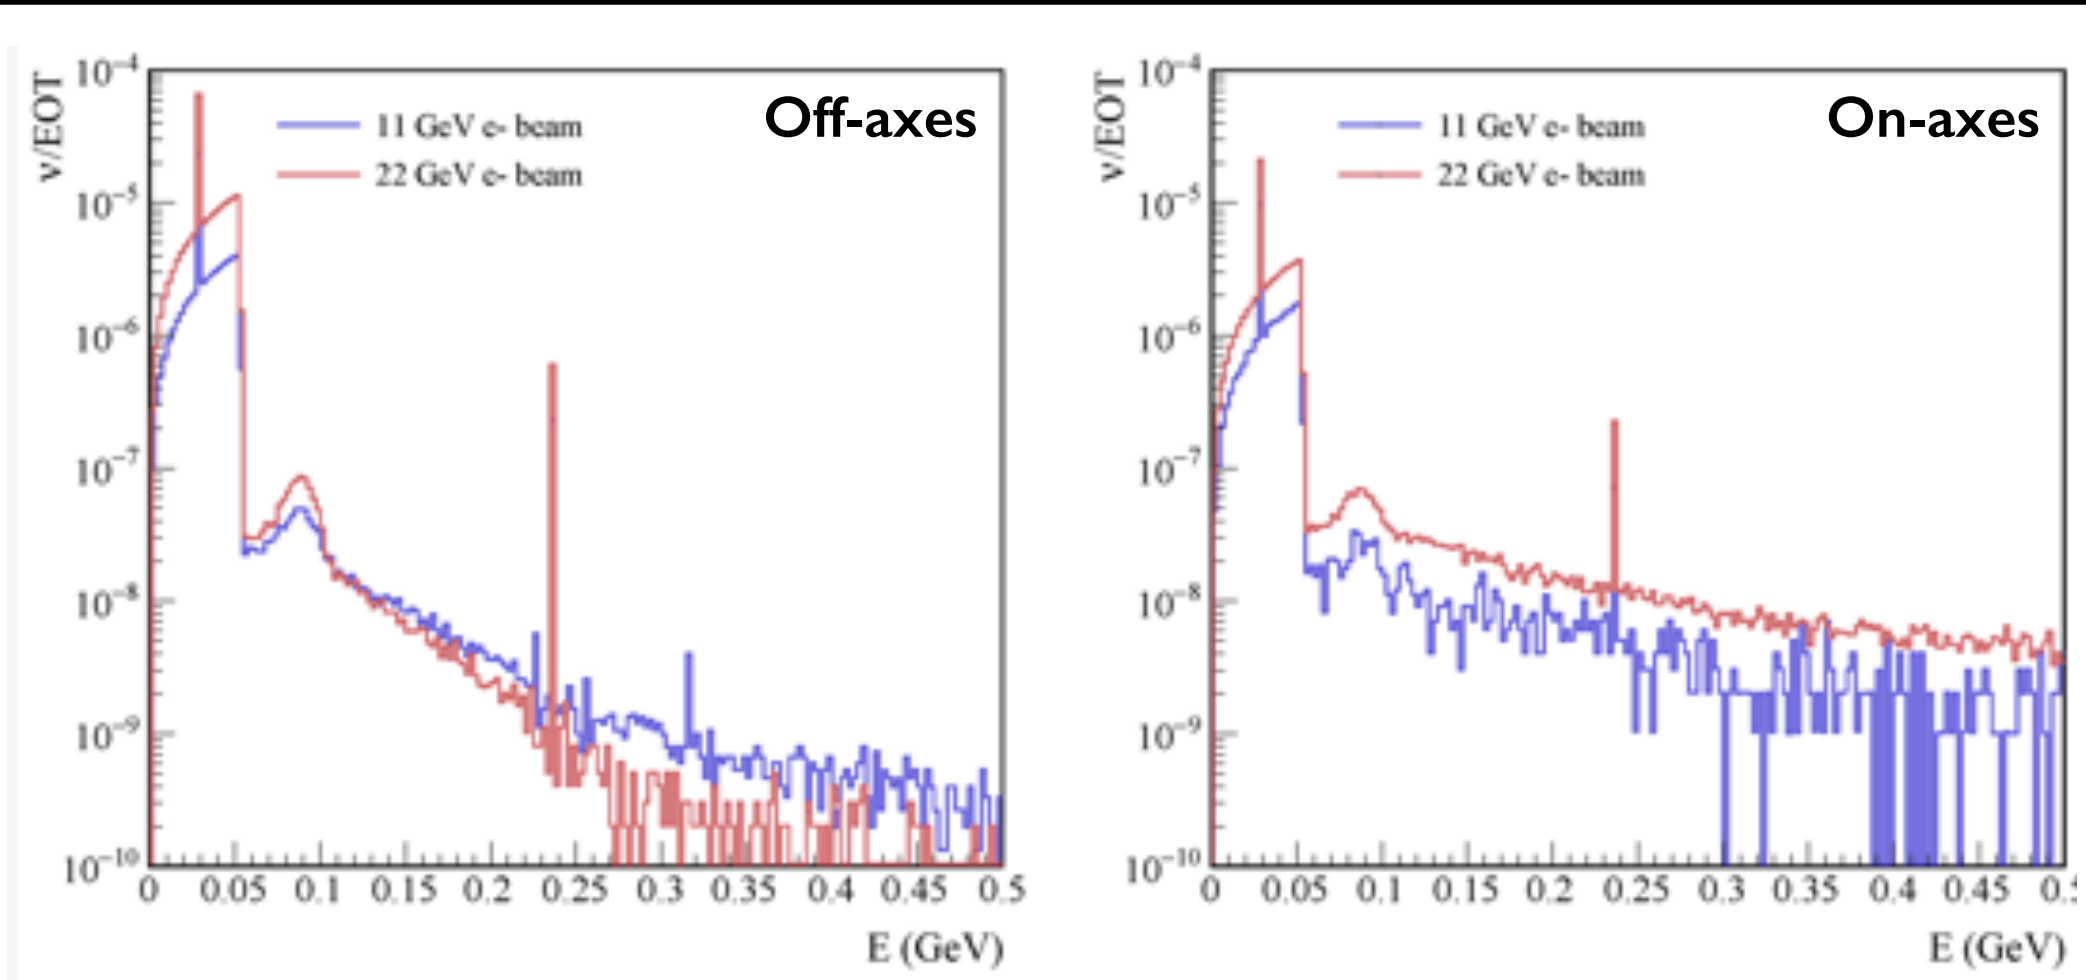 Off-axes
ν/EOT
11 GeV e- beam
22 GeV e- beam
10⁻⁴
10⁻⁵
10⁻⁶
10⁻⁷
10⁻⁸
10⁻⁹
10⁻¹⁰
0 0.05 0.1 0.15 0.2 0.25 0.3 0.35 0.4 0.45 0.5
E (GeV)
On-axes
ν/EOT
11 GeV e- beam
22 GeV e- beam
10⁻⁴
10⁻⁵
10⁻⁶
10⁻⁷
10⁻⁸
10⁻⁹
10⁻¹⁰
0 0.05 0.1 0.15 0.2 0.25 0.3 0.35 0.4 0.45 0.5
E (GeV)